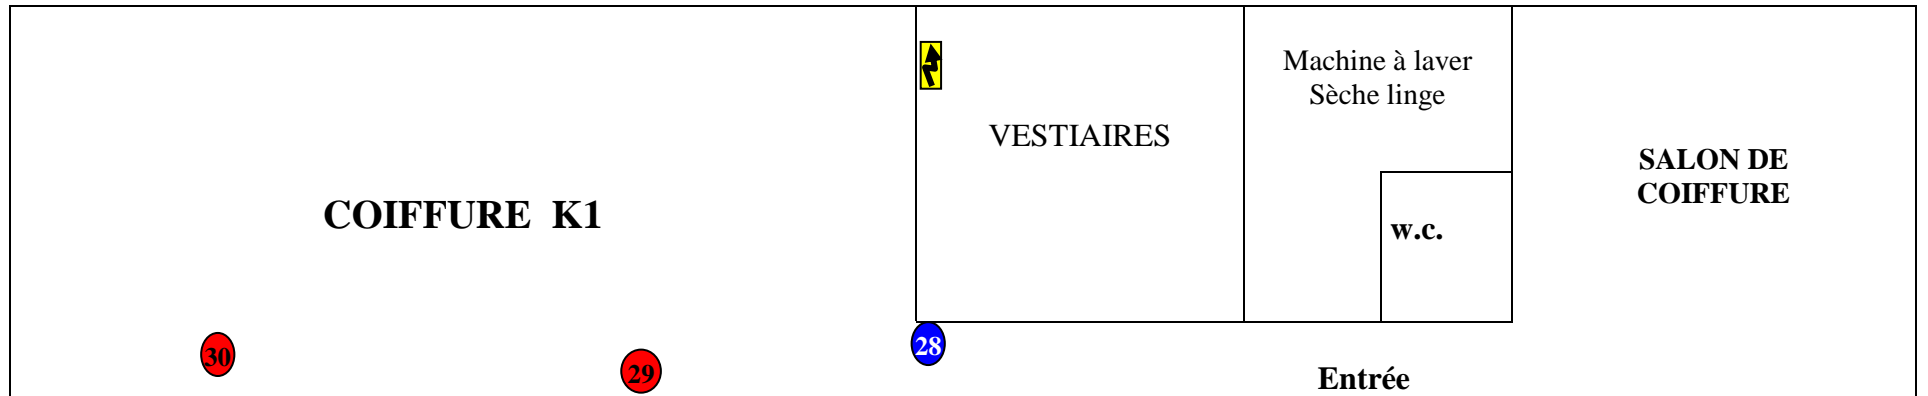 Machine à laver
Sèche linge
VESTIAIRES
SALON DE
COIFFURE
COIFFURE K1
w.c.
28
30
29
Entrée